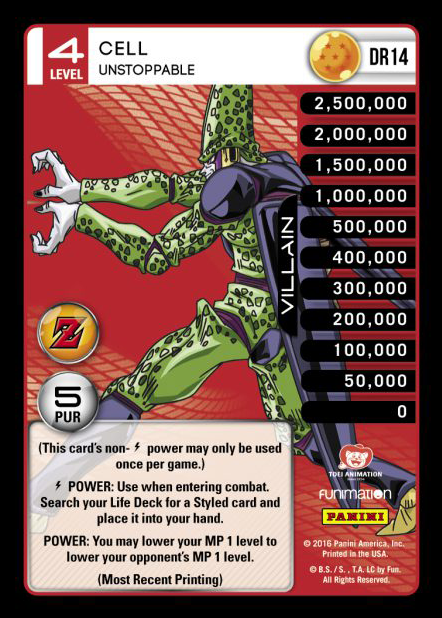 4
LEVEL
CELL
UNSTOPPABLE
DR14
2,500,000
2,000,000
1,500,000
1,000,000
500,000
400,000
300,000
200,000
100,000
50,000
0
VILLAIN
Z
5
PUR
(This card's non-⚡ power may only be used
once per game.)
⚡ POWER: Use when entering combat.
Search your Life Deck for a Styled card and
place it into your hand.
POWER: You may lower your MP 1 level to
lower your opponent's MP 1 level.
(Most Recent Printing)
TOEI ANIMATION
FUNimation
PANINI
© 2016 Panini America, Inc.
Printed in the USA.
© B.S. / S. , T.A. LC by Fun.
All Rights Reserved.